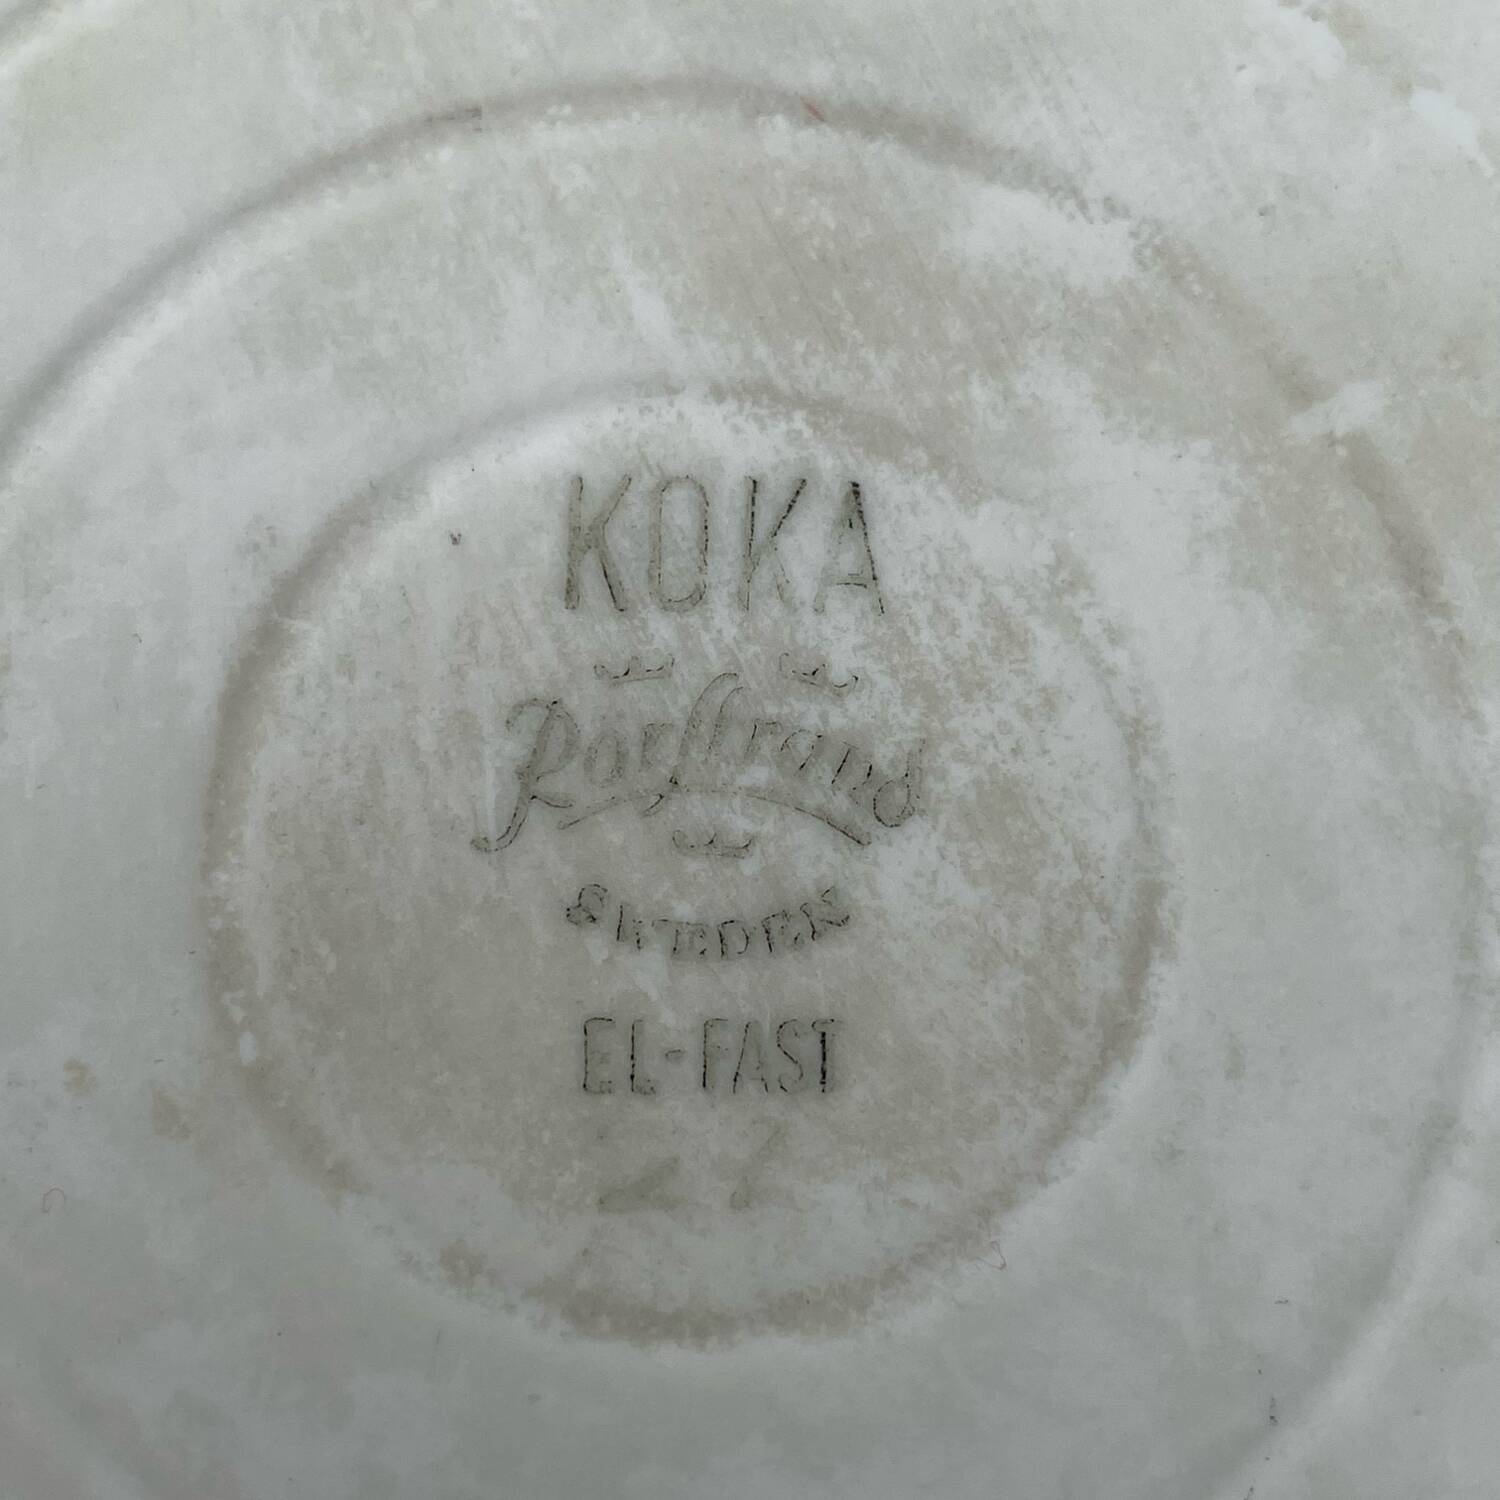 KOKA
Rörstrand
SWEDEN
EL-FAST